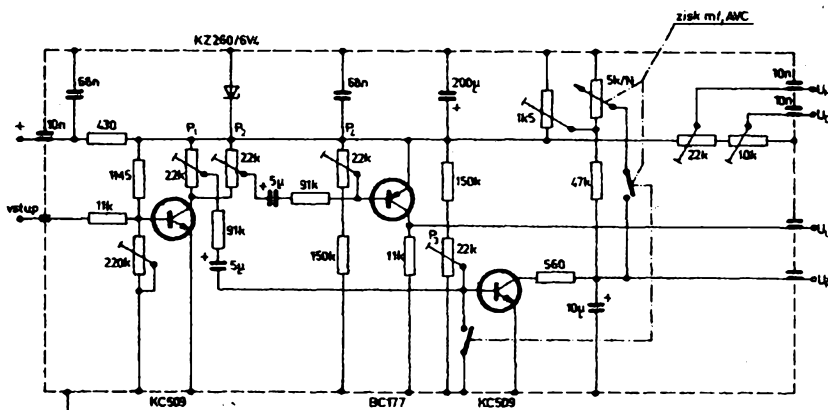 zisk mf, AVC
KZ260/6V4
68n
68n
200µ
5k/N
10n
10n
+
10n
430
P₁
P₂
P₄
1k5
22k
22k
22k
22k
10k
1M5
5µ
91k
150k
47k
vstup
11k
91k
P₃
22k
220k
5µ
150k
11k
560
10µ
KC509
BC177
KC509